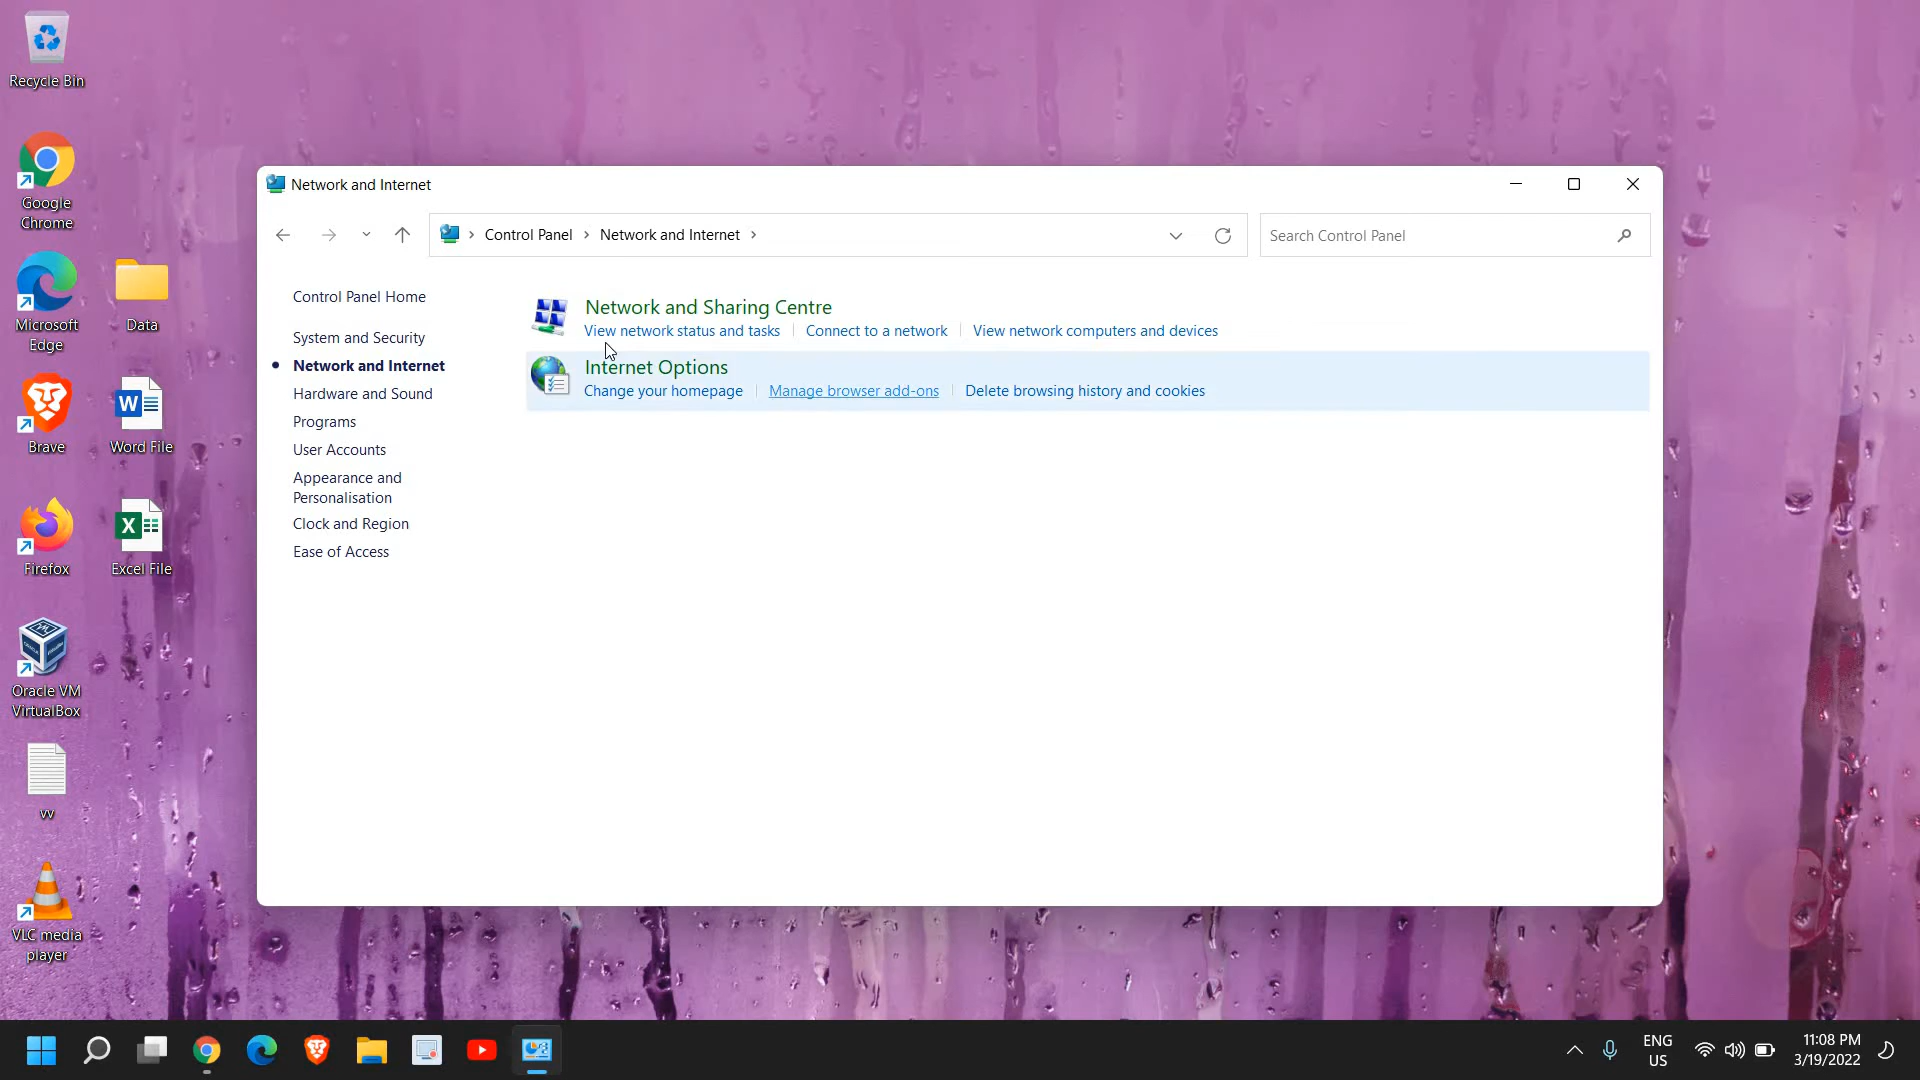 Recycle Bin
Google
Chrome
Microsoft
Edge
Data
Brave
Word File
Firefox
Excel File
Oracle VM
VirtualBox
vv
VLC media
player
Network and Internet
Control Panel > Network and Internet >
Search Control Panel
Control Panel Home
System and Security
Network and Internet
Hardware and Sound
Programs
User Accounts
Appearance and
Personalisation
Clock and Region
Ease of Access
Network and Sharing Centre
View network status and tasks | Connect to a network | View network computers and devices
Internet Options
Change your homepage | Manage browser add-ons | Delete browsing history and cookies
W
X
ENG
US
11:08 PM
3/19/2022